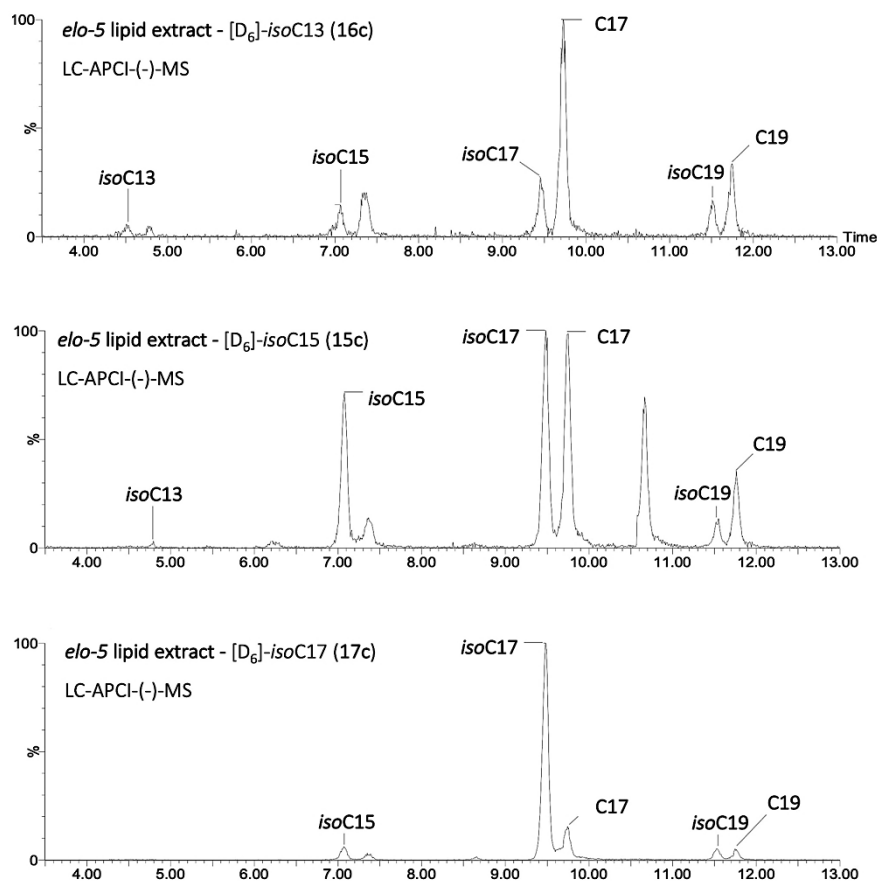 100
elo-5 lipid extract - [D₆]-isoC13 (16c)
LC-APCI-(-)-MS
C17
%
isoC13
isoC15
isoC17
isoC19
C19
0
4.00 5.00 6.00 7.00 8.00 9.00 10.00 11.00 12.00 13.00
Time
100
elo-5 lipid extract - [D₆]-isoC15 (15c)
LC-APCI-(-)-MS
isoC17
C17
isoC15
%
isoC13
isoC19
C19
0
4.00 5.00 6.00 7.00 8.00 9.00 10.00 11.00 12.00 13.00
100
elo-5 lipid extract - [D₆]-isoC17 (17c)
LC-APCI-(-)-MS
isoC17
%
isoC15
C17
isoC19
C19
0
4.00 5.00 6.00 7.00 8.00 9.00 10.00 11.00 12.00 13.00